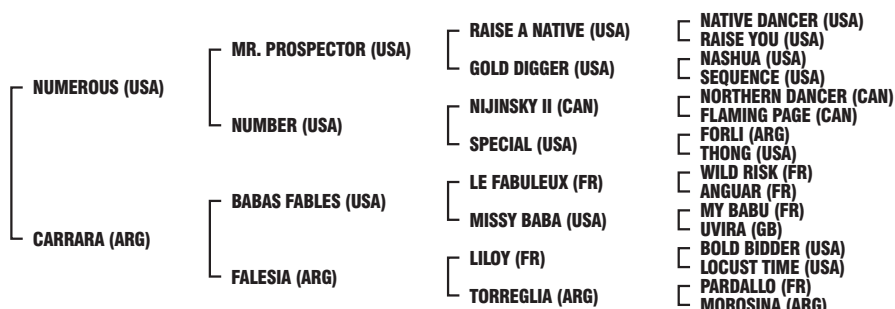 NUMEROUS (USA)
CARRARA (ARG)
MR. PROSPECTOR (USA)
NUMBER (USA)
BABAS FABLES (USA)
FALESIA (ARG)
RAISE A NATIVE (USA)
GOLD DIGGER (USA)
NIJINSKY II (CAN)
SPECIAL (USA)
LE FABULEUX (FR)
MISSY BABA (USA)
LILOY (FR)
TORREGLIA (ARG)
NATIVE DANCER (USA)
RAISE YOU (USA)
NASHUA (USA)
SEQUENCE (USA)
NORTHERN DANCER (CAN)
FLAMING PAGE (CAN)
FORLI (ARG)
THONG (USA)
WILD RISK (FR)
ANGUAR (FR)
MY BABU (FR)
UVIRA (GB)
BOLD BIDDER (USA)
LOCUST TIME (USA)
PARDALLO (FR)
MOROSINA (ARG)